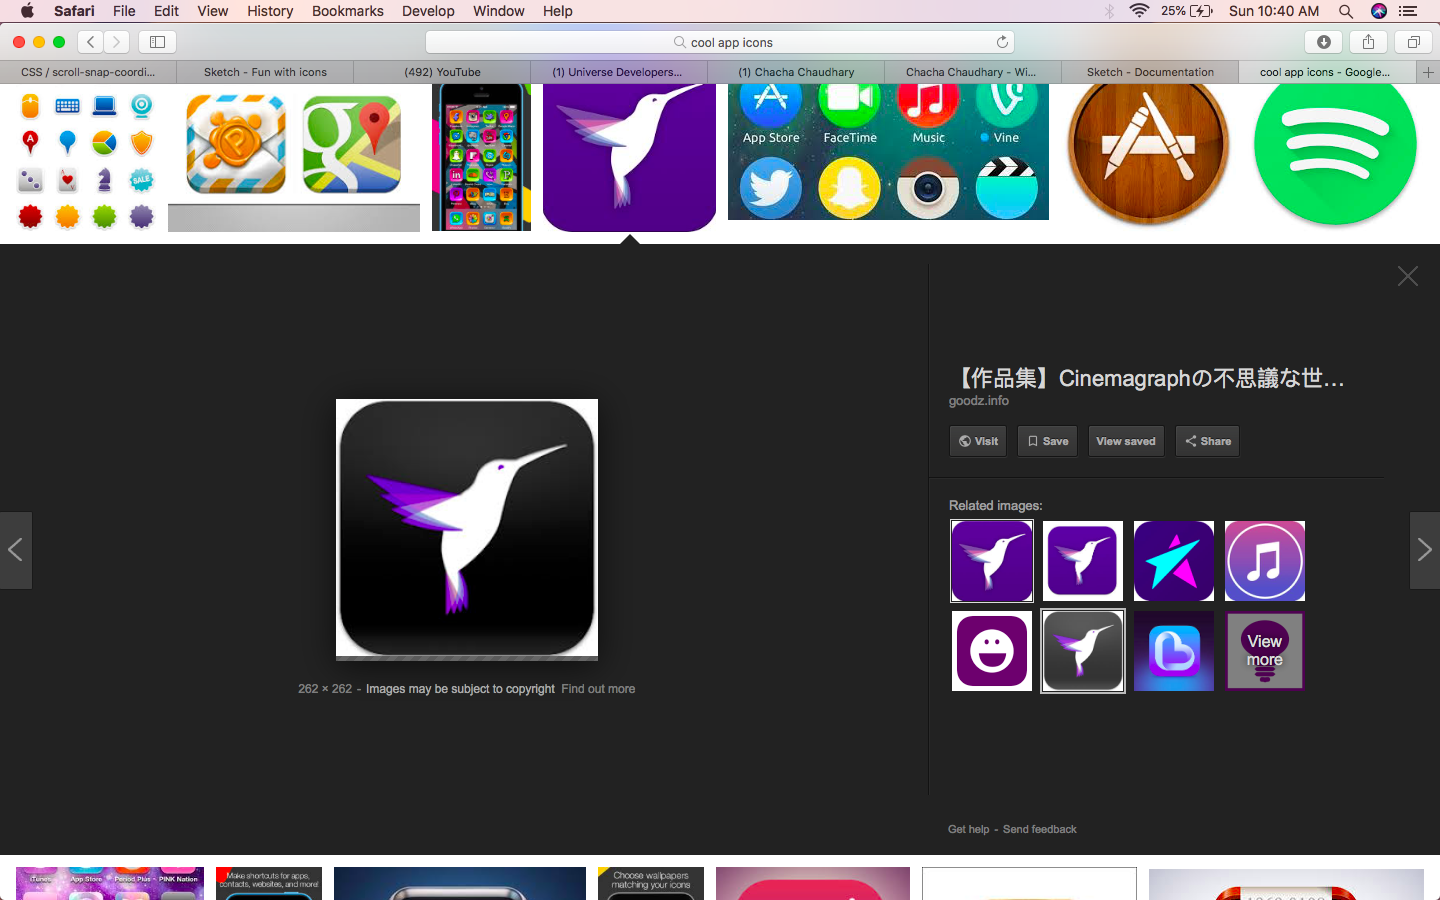 Safari File Edit View History Bookmarks Develop Window Help 25% Sun 10:40 AM
cool app icons
CSS / scroll-snap-coordi... Sketch - Fun with icons (492) YouTube (1) Universe Developers... (1) Chacha Chaudhary Chacha Chaudhary - Wi... Sketch - Documentation cool app icons - Google...
A
SALE
g
in
App Store FaceTime Music Vine
【作品集】Cinemagraphの不思議な世...
goodz.info
Visit Save View saved Share
Related images:
View
more
262 × 262 - Images may be subject to copyright Find out more
Get help - Send feedback
iTunes App Store Period Plus PINK Nation
Make shortcuts for apps,
contacts, websites, and more!
Choose wallpapers
matching your icons